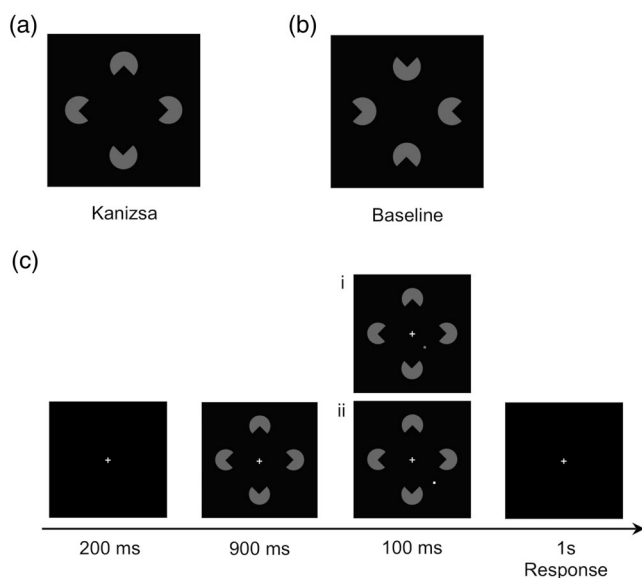 (a)
(b)
Kanizsa
Baseline
(c)
i
ii
200 ms
900 ms
100 ms
1s
Response